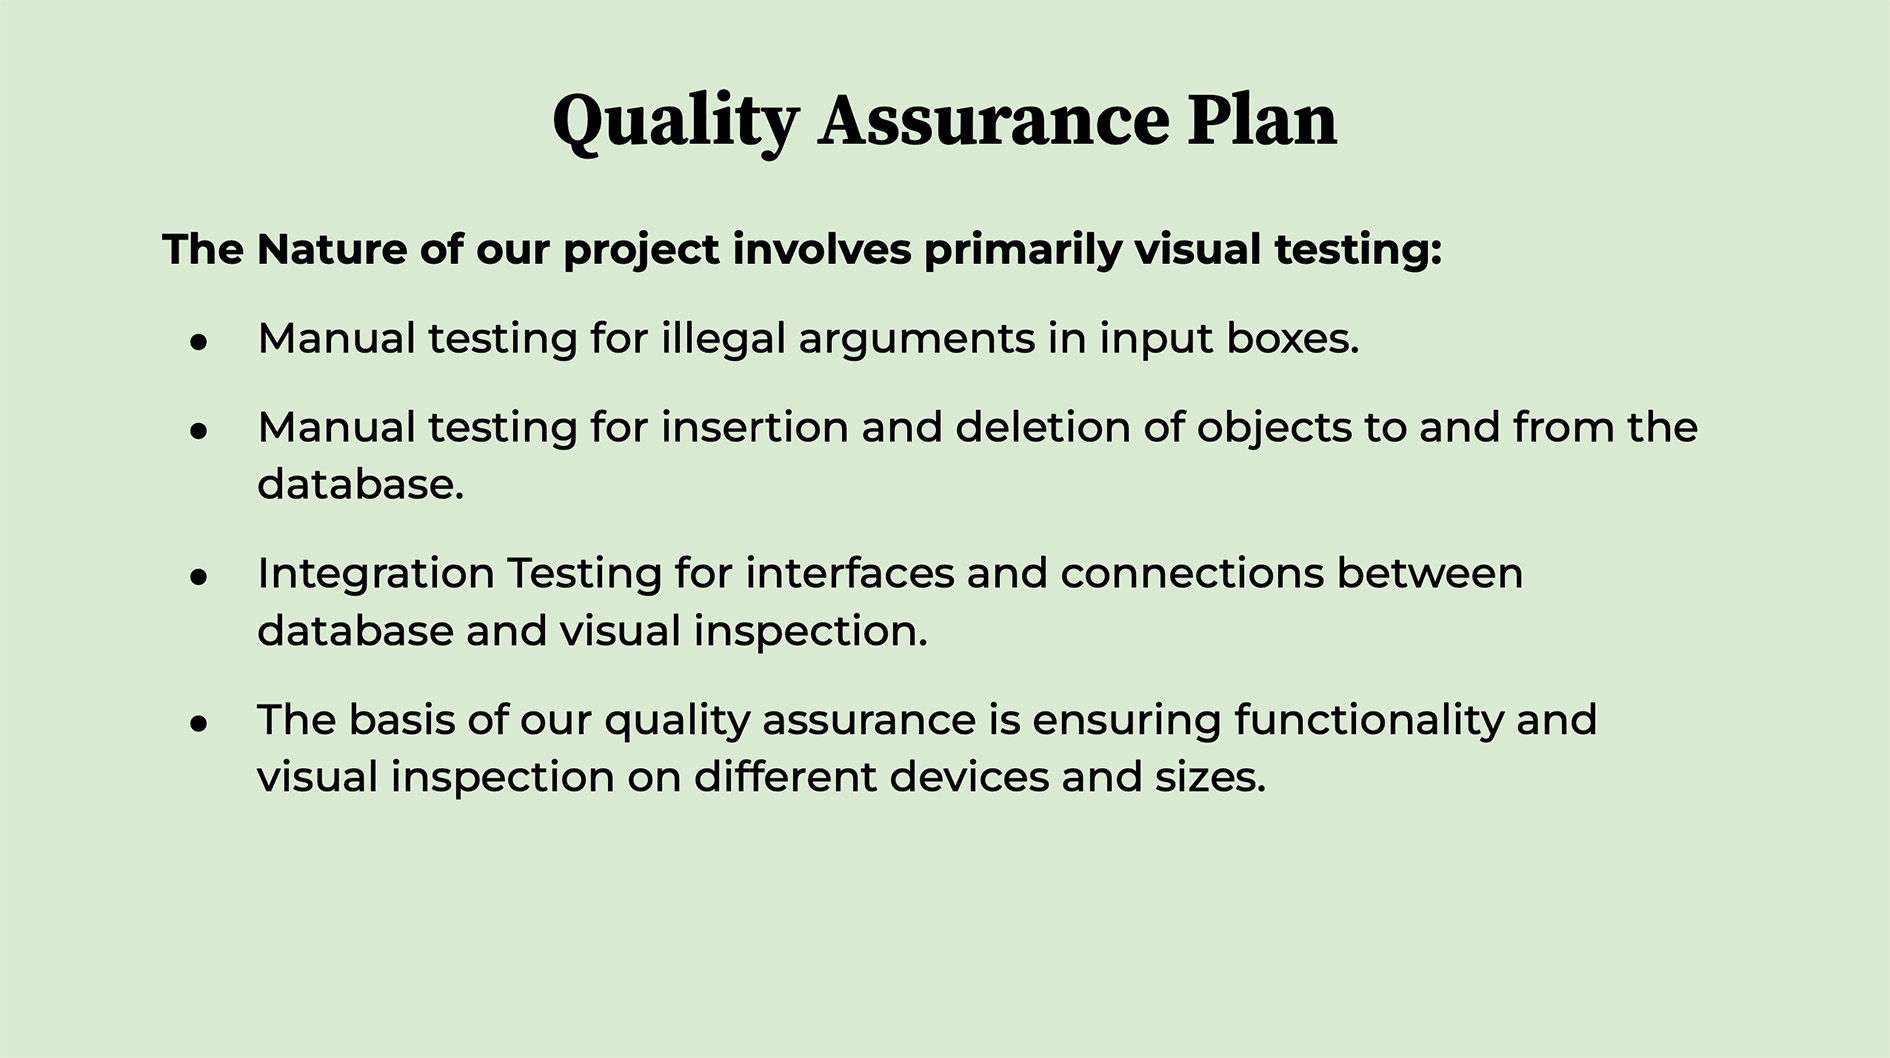 Quality Assurance Plan
The Nature of our project involves primarily visual testing:
● Manual testing for illegal arguments in input boxes.
● Manual testing for insertion and deletion of objects to and from the
database.
● Integration Testing for interfaces and connections between
database and visual inspection.
● The basis of our quality assurance is ensuring functionality and
visual inspection on different devices and sizes.